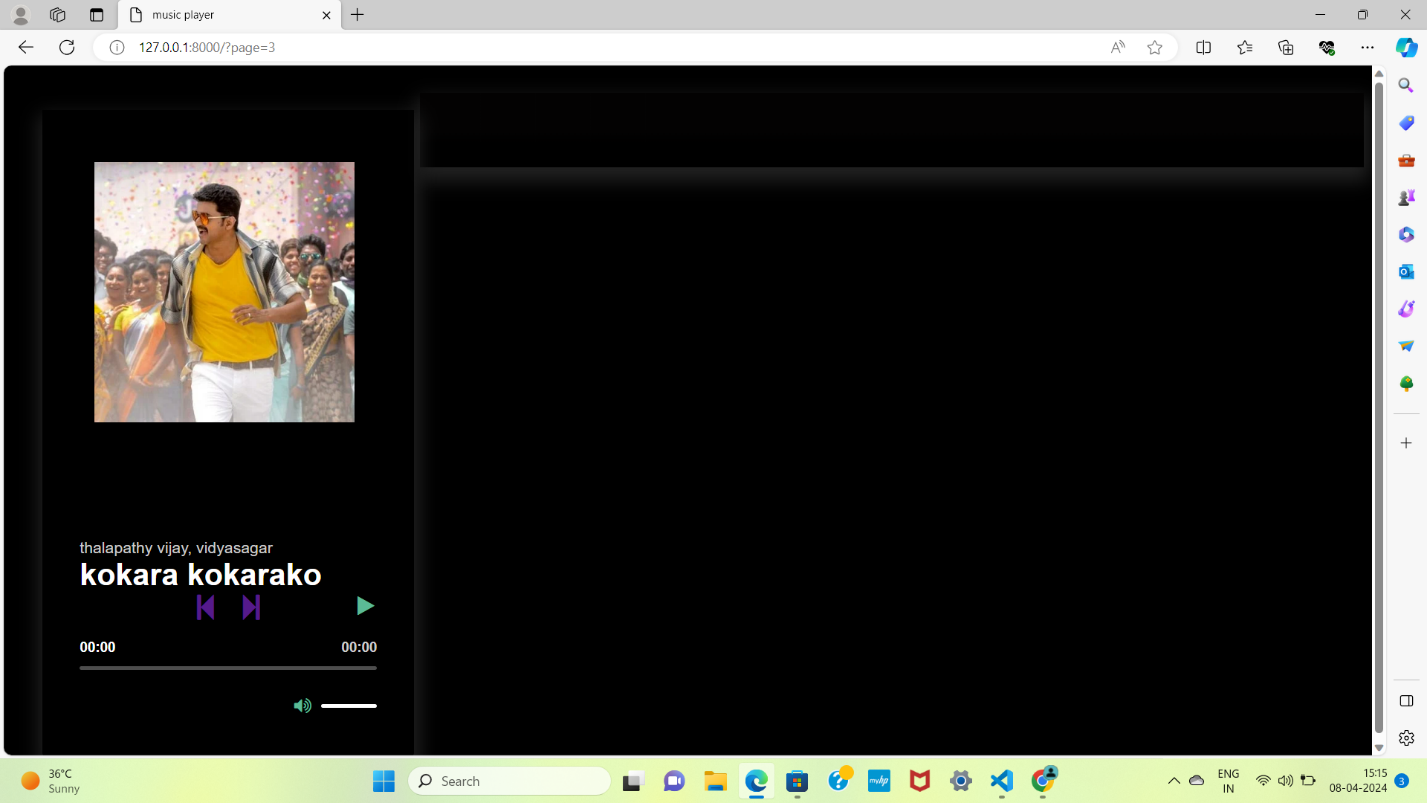 music player
127.0.0.1:8000/?page=3
thalapathy vijay, vidyasagar
kokara kokarako
00:00
00:00
36°C
Sunny
Search
myhp
ENG
IN
15:15
08-04-2024
3